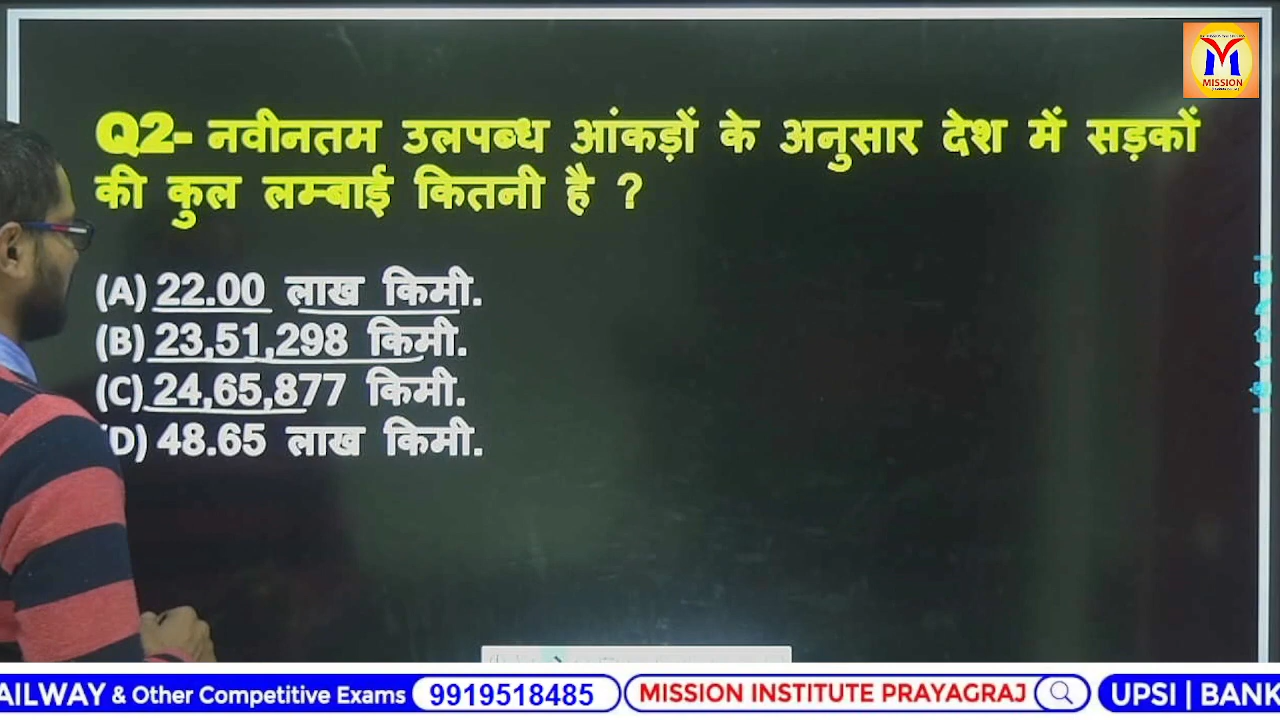 MISSION
Q2- नवीनतम उलपब्ध आंकड़ों के अनुसार देश में सड़कों
की कुल लम्बाई कितनी है ?
(A) 22.00 लाख किमी.
(B) 23,51,298 किमी.
(C) 24,65,877 किमी.
D) 48.65 लाख किमी.
AILWAY & Other Competitive Exams 9919518485 MISSION INSTITUTE PRAYAGRAJ UPSI | BANK